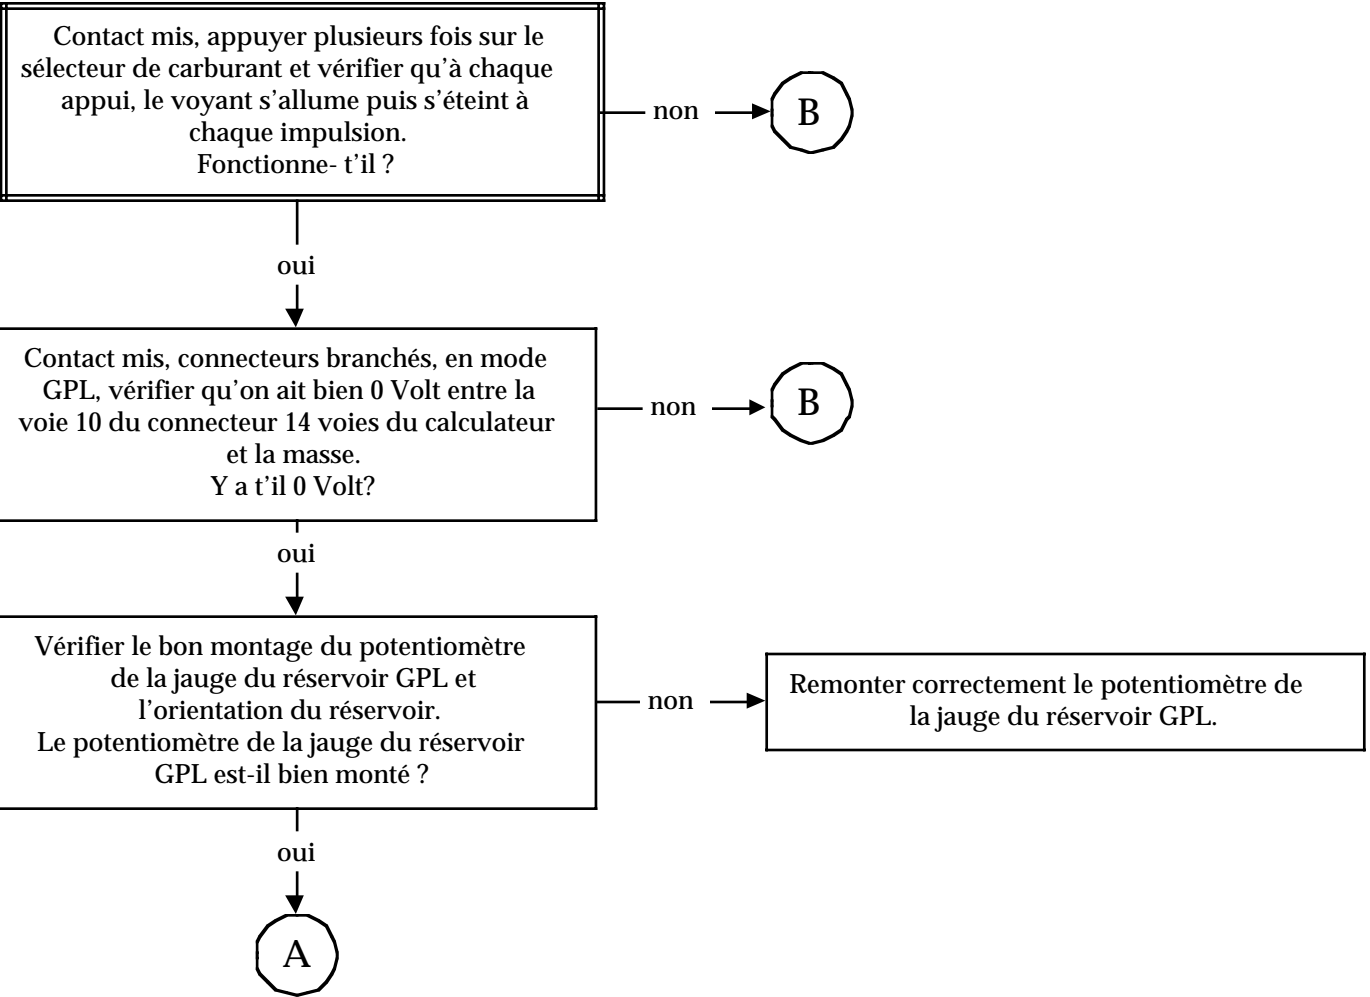 Contact mis, appuyer plusieurs fois sur le
sélecteur de carburant et vérifier qu'à chaque
appui, le voyant s'allume puis s'éteint à
chaque impulsion.
Fonctionne- t'il ?
non
B
oui
Contact mis, connecteurs branchés, en mode
GPL, vérifier qu'on ait bien 0 Volt entre la
voie 10 du connecteur 14 voies du calculateur
et la masse.
Y a t'il 0 Volt?
non
B
oui
Vérifier le bon montage du potentiomètre
de la jauge du réservoir GPL et
l'orientation du réservoir.
Le potentiomètre de la jauge du réservoir
GPL est-il bien monté ?
non
Remonter correctement le potentiomètre de
la jauge du réservoir GPL.
oui
A